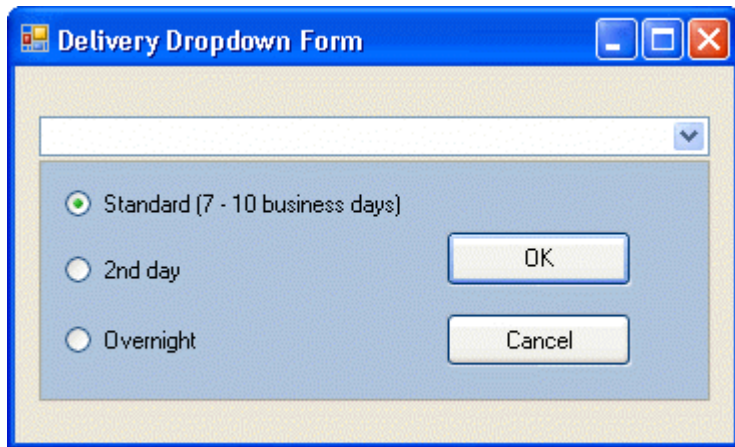 Delivery Dropdown Form
Standard (7 - 10 business days)
OK
2nd day
Overnight
Cancel